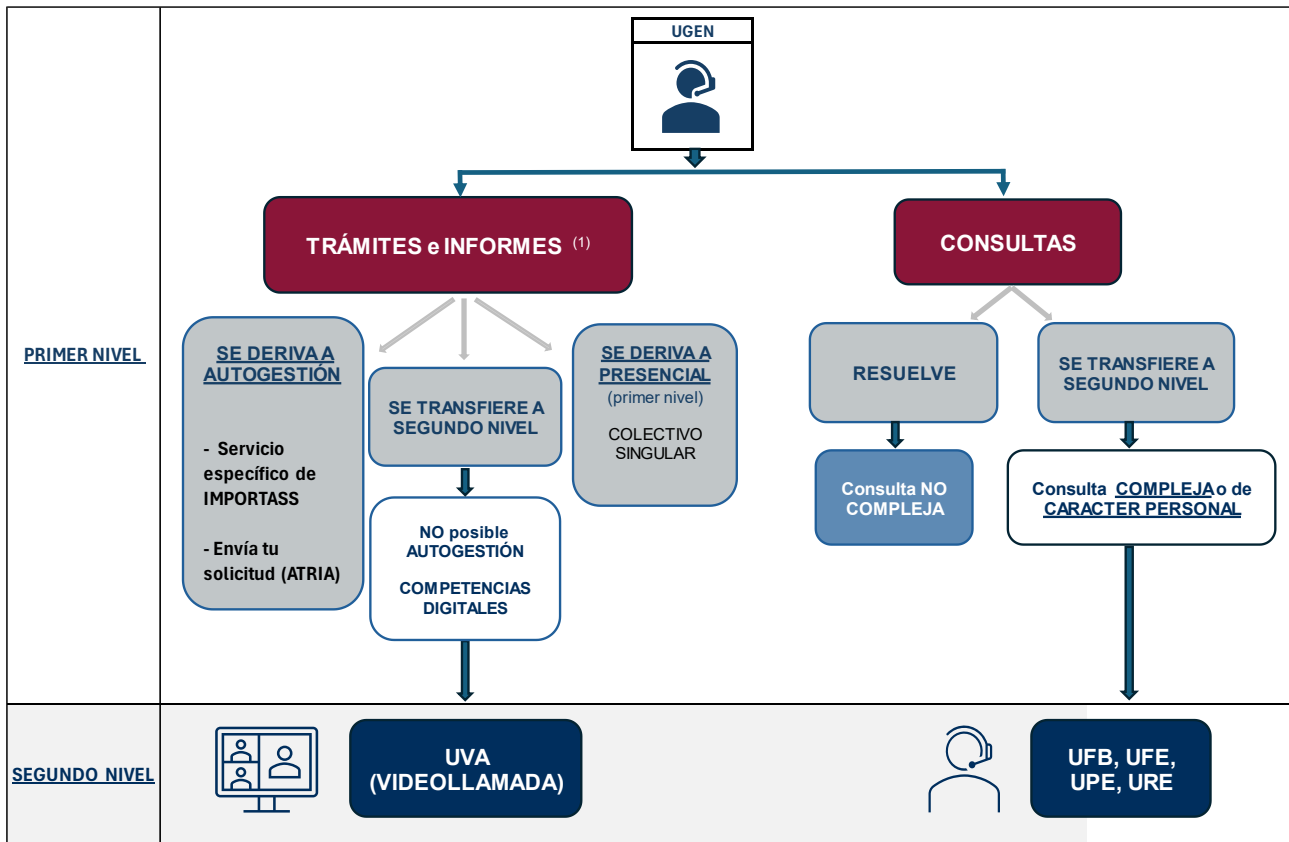 UGEN
TRÁMITES e INFORMES (1)
CONSULTAS
PRIMER NIVEL
SE DERIVA A
AUTOGESTIÓN
- Servicio
específico de
IMPORTASS
- Envía tu
solicitud (ATRIA)
SE TRANSFIERE A
SEGUNDO NIVEL
NO posible
AUTOGESTIÓN
COMPETENCIAS
DIGITALES
SE DERIVA A
PRESENCIAL
(primer nivel)
COLECTIVO
SINGULAR
RESUELVE
Consulta NO
COMPLEJA
SE TRANSFIERE A
SEGUNDO NIVEL
Consulta COMPLEJA o de
CARACTER PERSONAL
SEGUNDO NIVEL
UVA
(VIDEOLLAMADA)
UFB, UFE,
UPE, URE